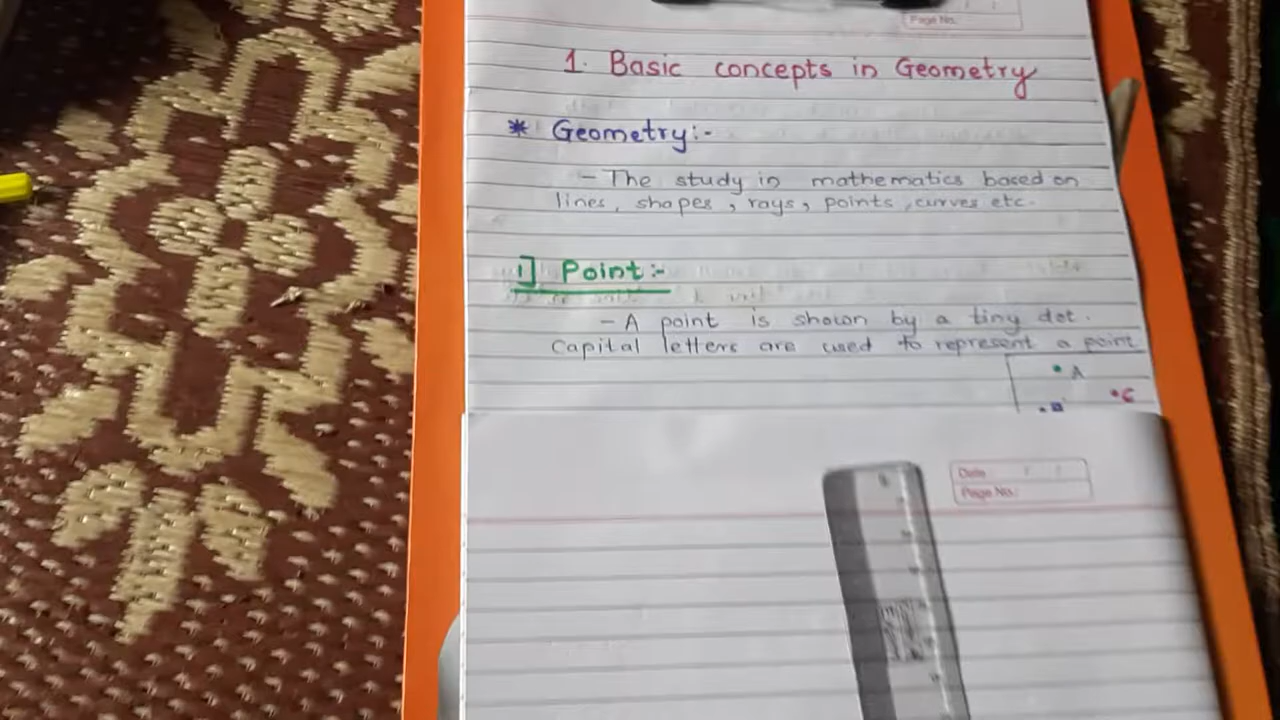 Page No.
1. Basic concepts in Geometry
* Geometry:-
- The study in mathematics based on
lines, shapes, rays, points, curves etc.
1] Point:-
- A point is shown by a tiny dot.
Capital letters are used to represent a point
A
C
B
Date / /
Page No.